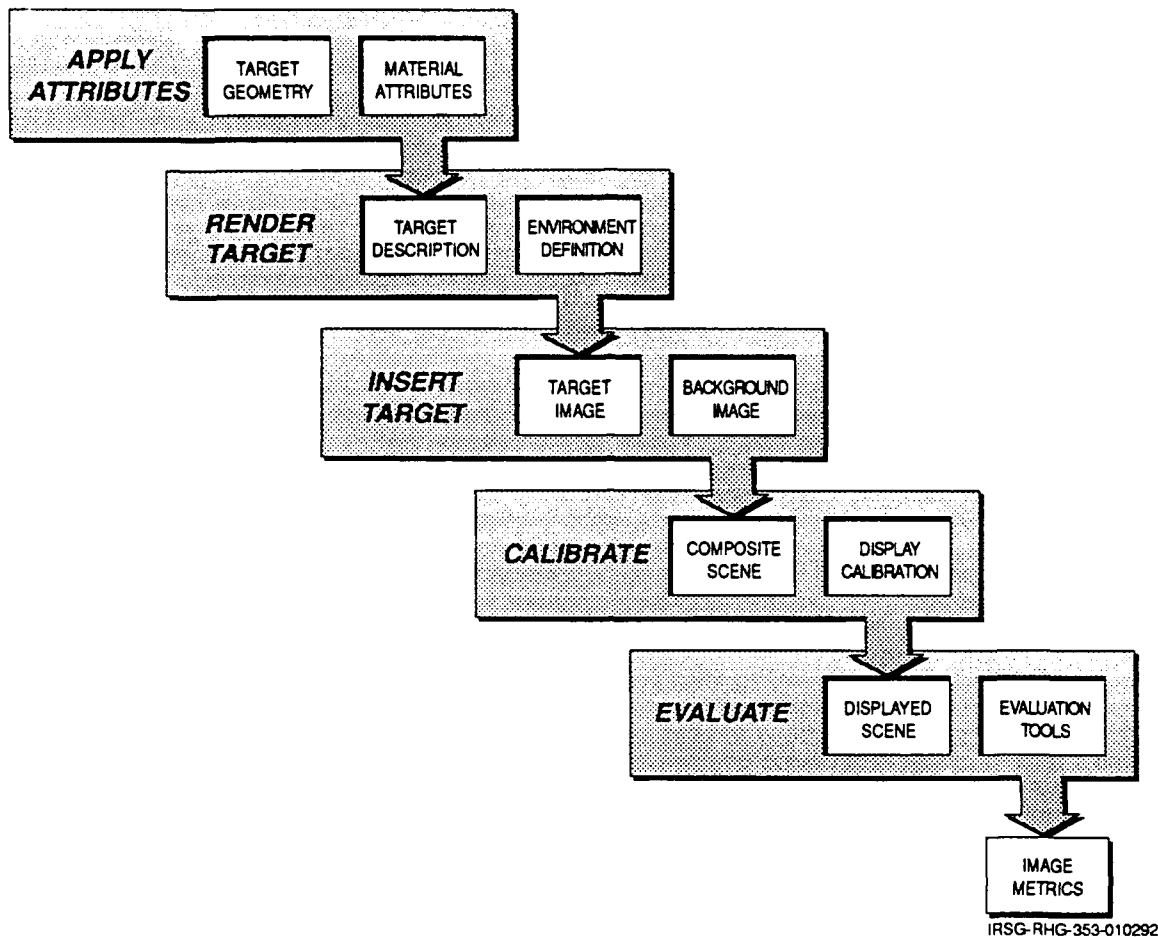 APPLY
ATTRIBUTES
TARGET
GEOMETRY
MATERIAL
ATTRIBUTES
RENDER
TARGET
TARGET
DESCRIPTION
ENVIRONMENT
DEFINITION
INSERT
TARGET
TARGET
IMAGE
BACKGROUND
IMAGE
CALIBRATE
COMPOSITE
SCENE
DISPLAY
CALIBRATION
EVALUATE
DISPLAYED
SCENE
EVALUATION
TOOLS
IMAGE
METRICS
IRSG-RHG-353-010292